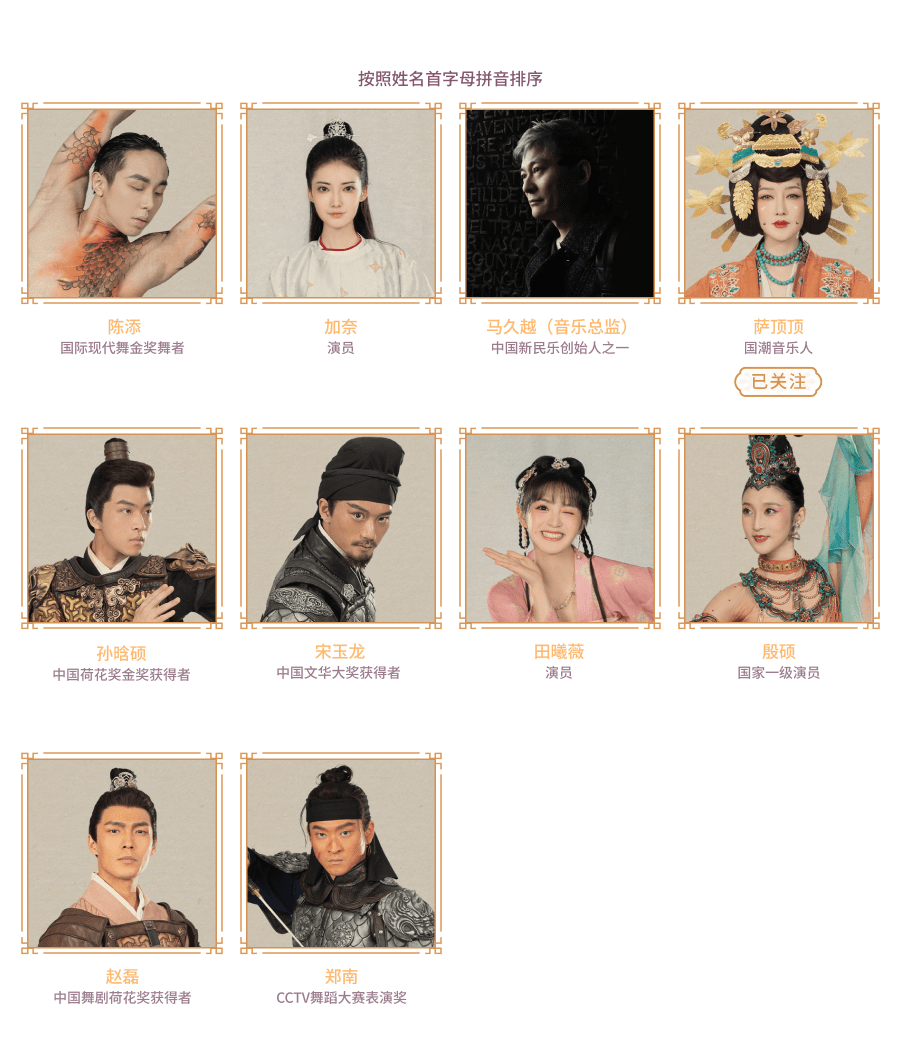 按照姓名首字母拼音排序
陈添
国际现代舞金奖舞者
加奈
演员
马久越（音乐总监）
中国新民乐创始人之一
萨顶顶
国潮音乐人
已关注
孙晗硕
中国荷花奖金奖获得者
宋玉龙
中国文华大奖获得者
田曦薇
演员
殷硕
国家一级演员
赵磊
中国舞剧荷花奖获得者
郑南
CCTV舞蹈大赛表演奖